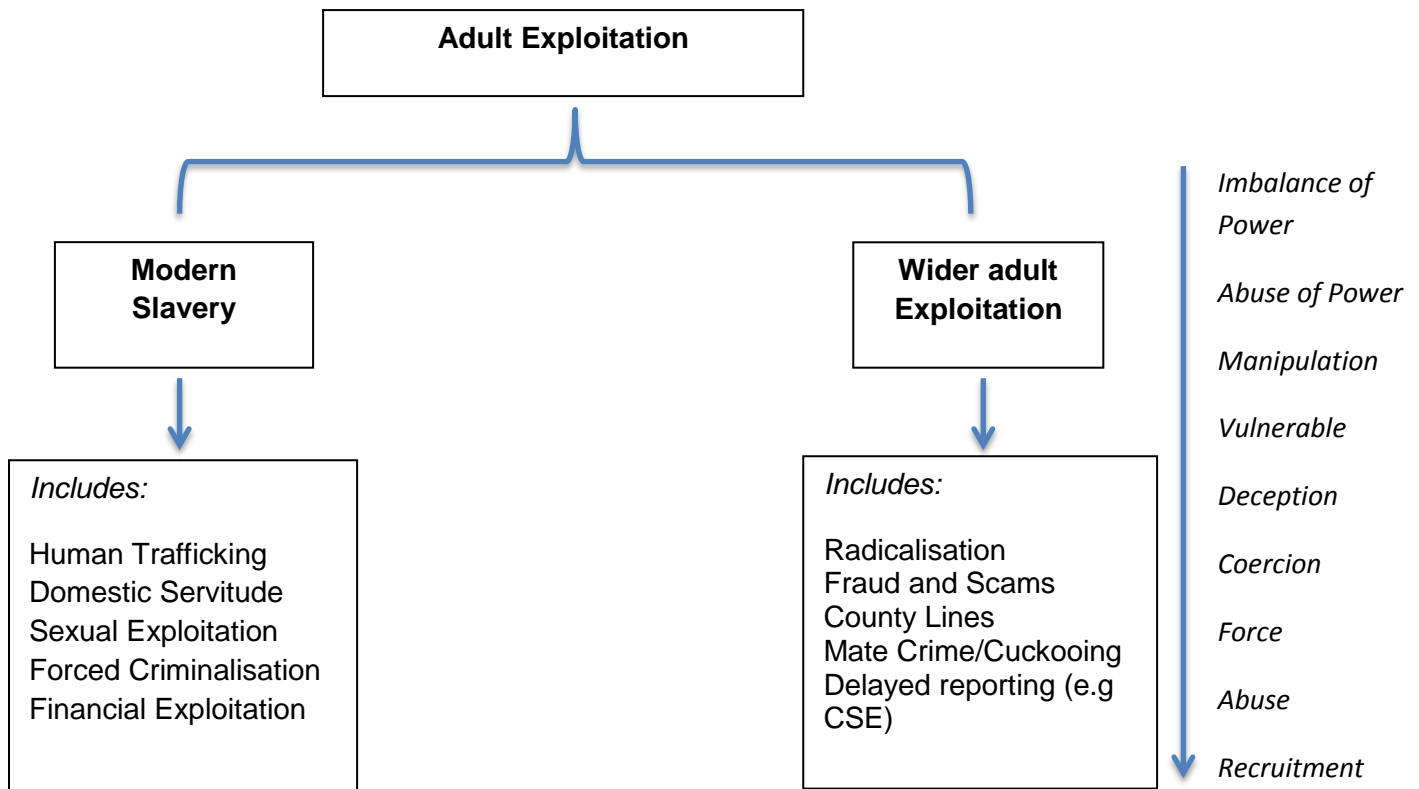 Adult Exploitation
Modern
Slavery
Wider adult
Exploitation
Includes:
Human Trafficking
Domestic Servitude
Sexual Exploitation
Forced Criminalisation
Financial Exploitation
Includes:
Radicalisation
Fraud and Scams
County Lines
Mate Crime/Cuckooing
Delayed reporting (e.g
CSE)
Imbalance of
Power
Abuse of Power
Manipulation
Vulnerable
Deception
Coercion
Force
Abuse
Recruitment